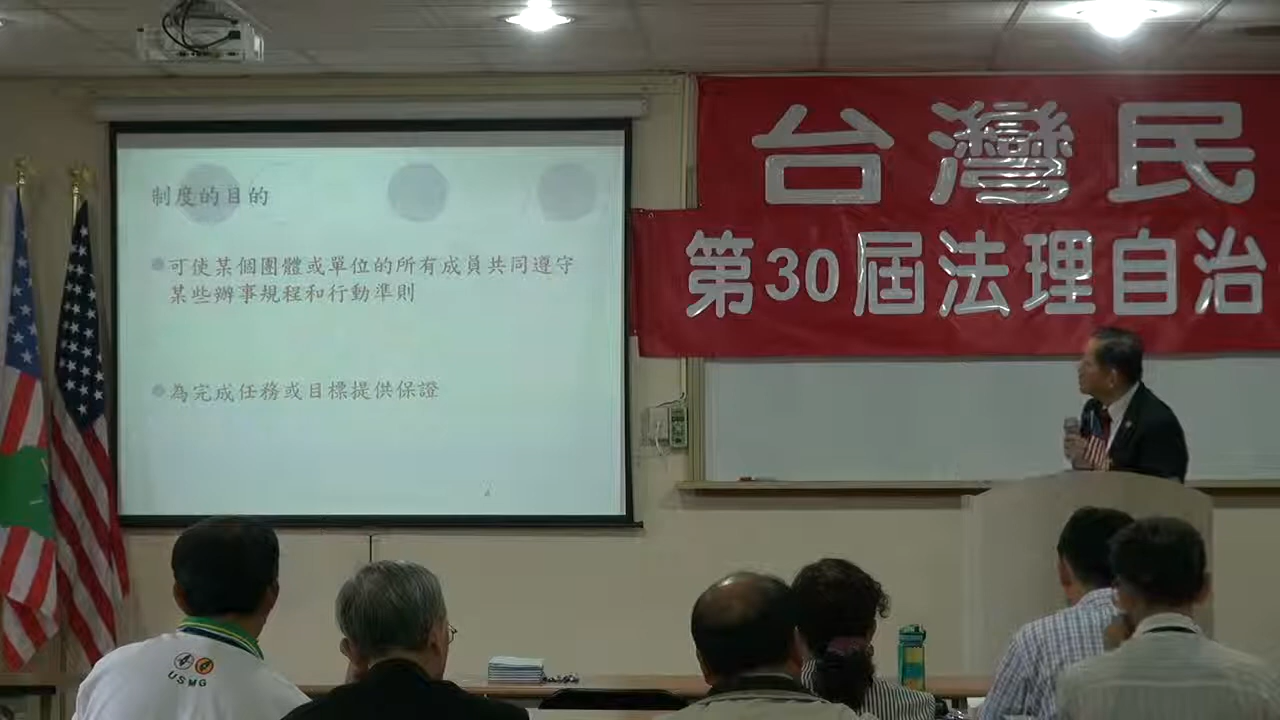 台灣民
第30屆法理自治
制度的目的
可使某個團體或單位的所有成員共同遵守
某些辦事規程和行動準則
為完成任務或目標提供保證
USMG